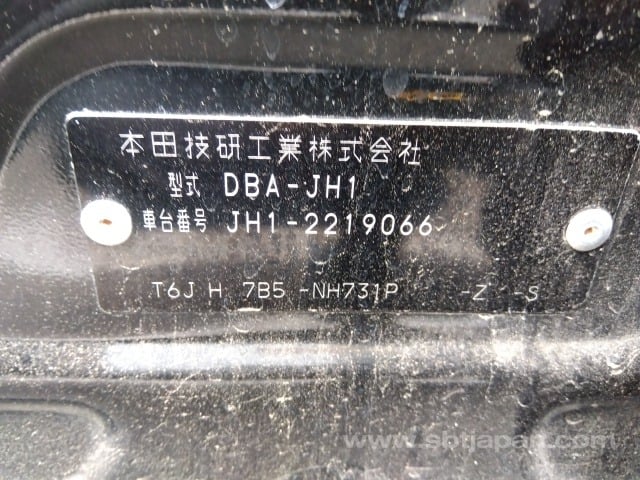 本田技研工業株式会社
型式 DBA-JH1
車台番号 JH1-2219066
T6J H 7B5 -NH731P -Z -S
www.sbtjapan.com